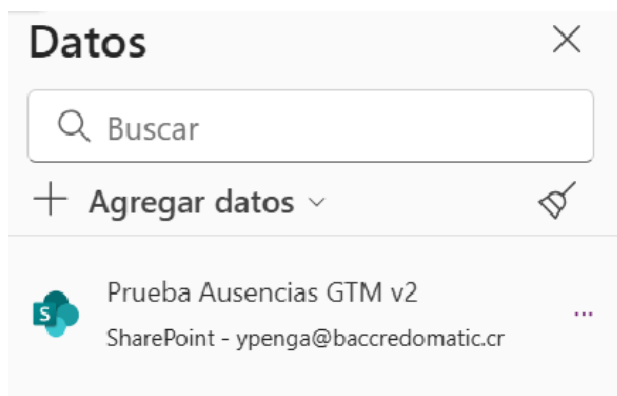 Datos
Buscar
Agregar datos
Prueba Ausencias GTM v2
S
SharePoint - ypenga@baccredomatic.cr